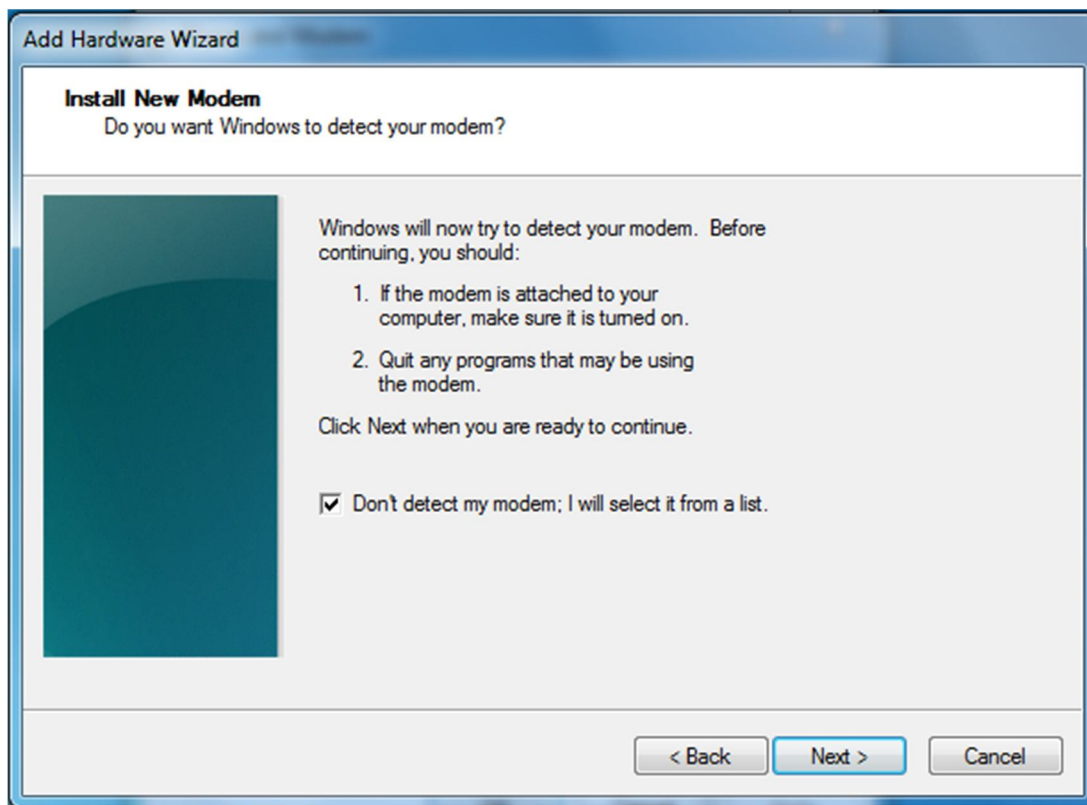 Add Hardware Wizard
Install New Modem
Do you want Windows to detect your modem?
Windows will now try to detect your modem.  Before
continuing, you should:
1. If the modem is attached to your
computer, make sure it is turned on.
2. Quit any programs that may be using
the modem.
Click Next when you are ready to continue.
Don't detect my modem; I will select it from a list.
< Back
Next >
Cancel